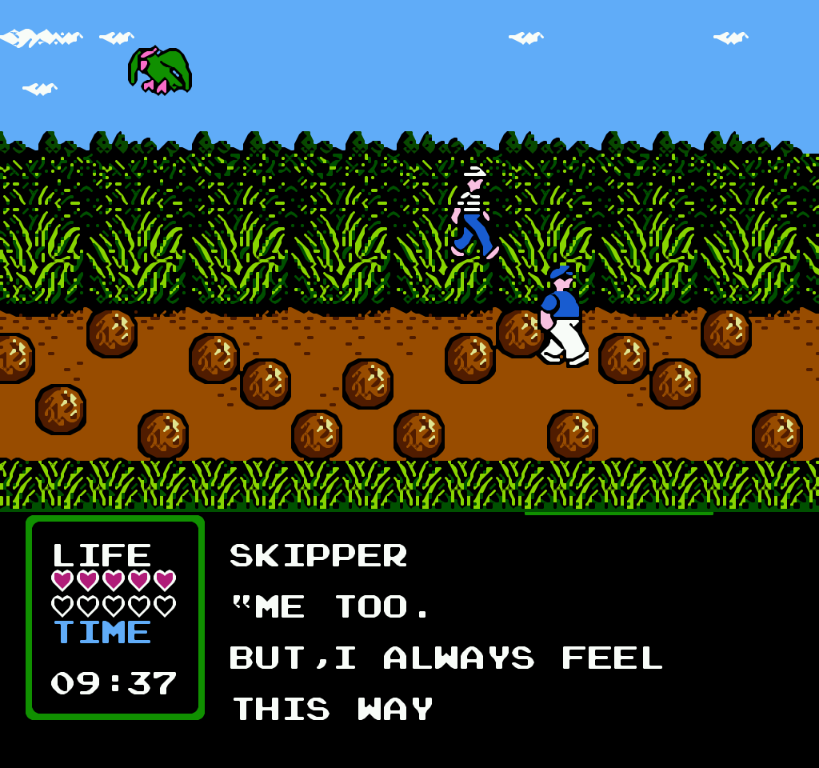 LIFE
TIME
09:37
SKIPPER
"ME TOO.
BUT,I ALWAYS FEEL
THIS WAY